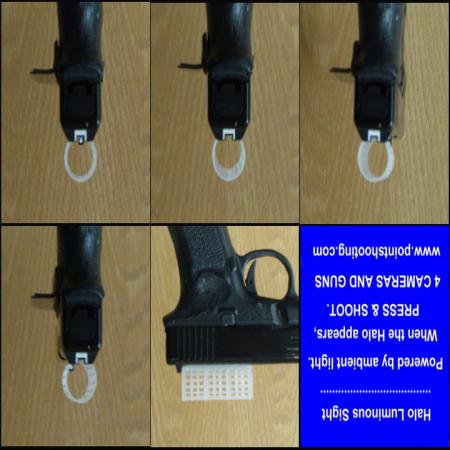 Halo Luminous Sight
........................................
Powered by ambient light.
When the Halo appears,
PRESS & SHOOT.
4 CAMERAS AND GUNS
www.pointshooting.com